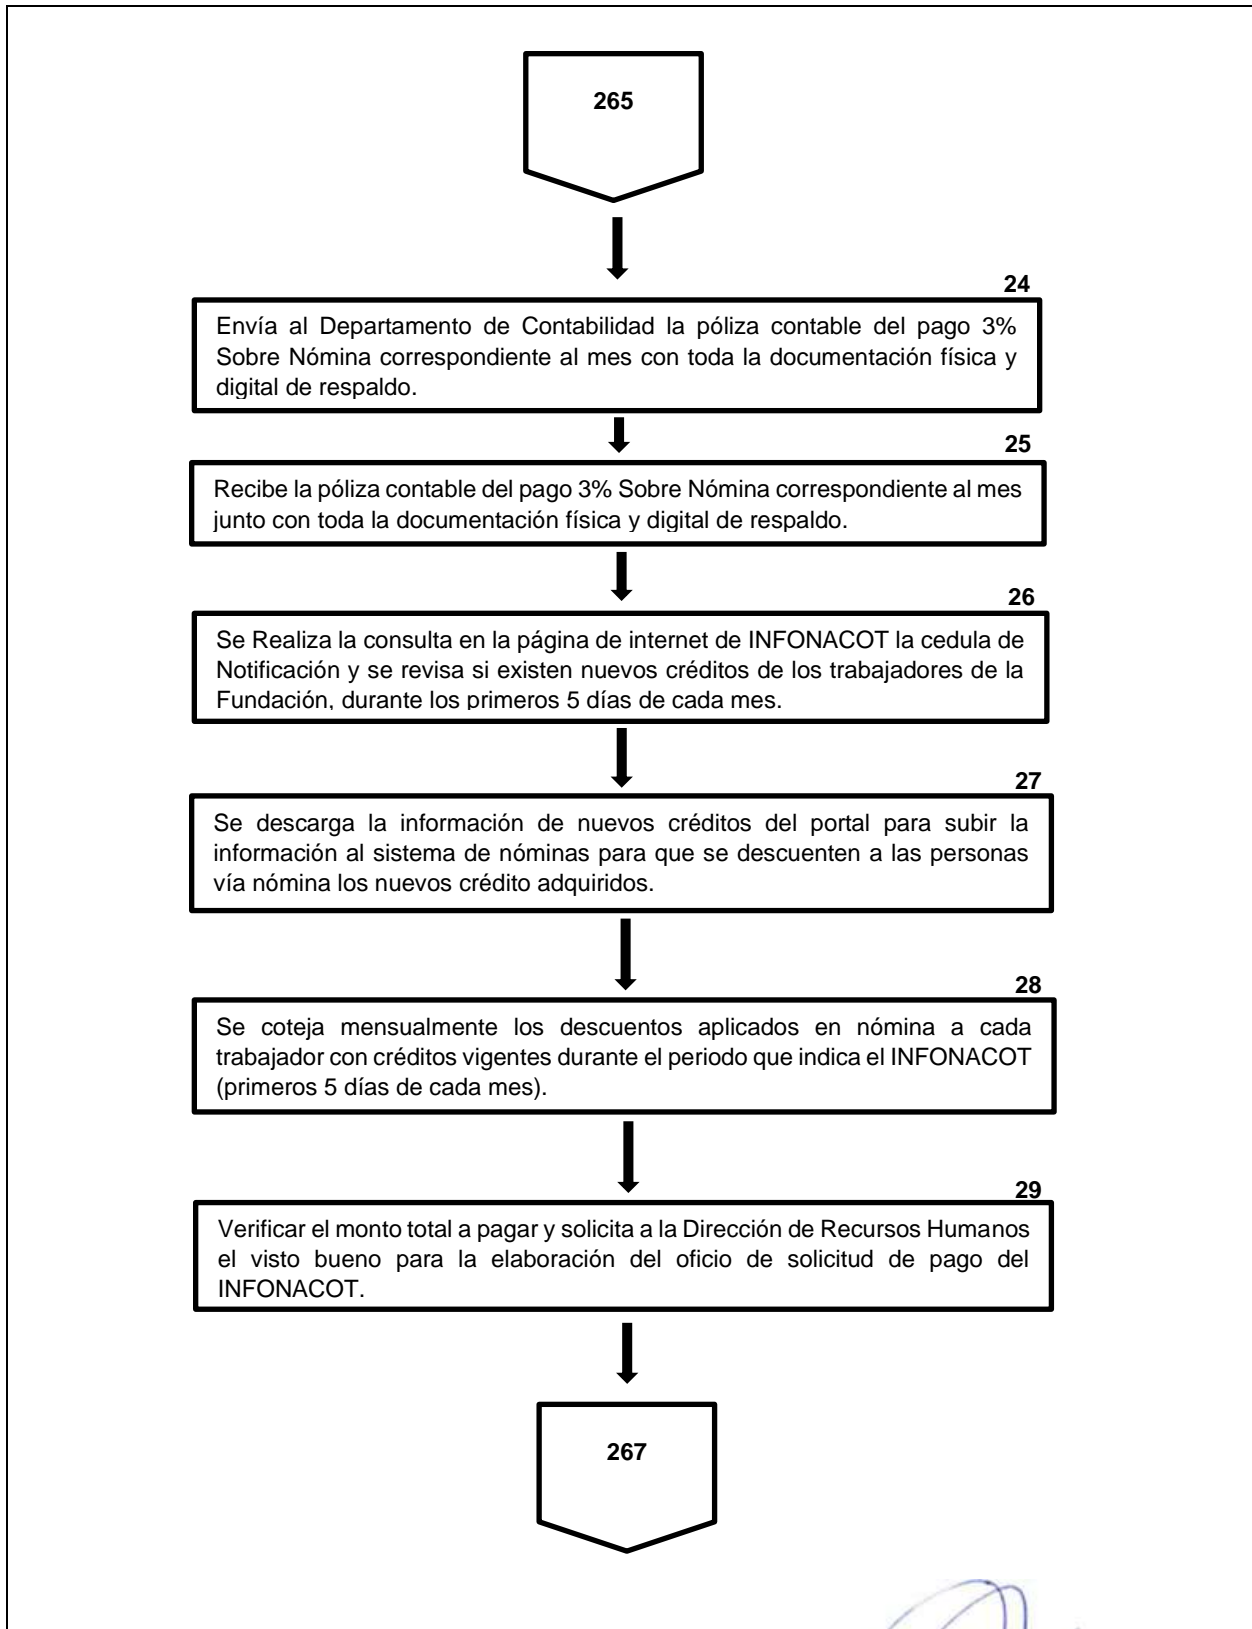 265
24
Envía al Departamento de Contabilidad la póliza contable del pago 3%
Sobre Nómina correspondiente al mes con toda la documentación física y
digital de respaldo.
25
Recibe la póliza contable del pago 3% Sobre Nómina correspondiente al mes
junto con toda la documentación física y digital de respaldo.
26
Se Realiza la consulta en la página de internet de INFONACOT la cedula de
Notificación y se revisa si existen nuevos créditos de los trabajadores de la
Fundación, durante los primeros 5 días de cada mes.
27
Se descarga la información de nuevos créditos del portal para subir la
información al sistema de nóminas para que se descuenten a las personas
vía nómina los nuevos crédito adquiridos.
28
Se coteja mensualmente los descuentos aplicados en nómina a cada
trabajador con créditos vigentes durante el periodo que indica el INFONACOT
(primeros 5 días de cada mes).
29
Verificar el monto total a pagar y solicita a la Dirección de Recursos Humanos
el visto bueno para la elaboración del oficio de solicitud de pago del
INFONACOT.
267